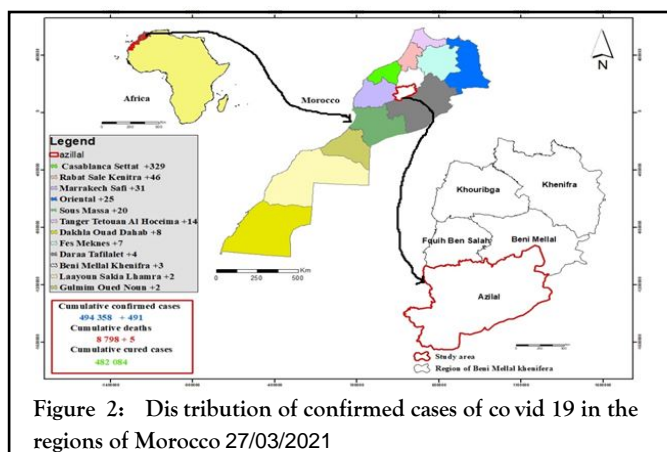 Africa
Morocco
N
Legend
azillal
Casablanca Settat +329
Rabat Sale Kenitra +46
Marrakech Safi +31
Oriental +25
Sous Massa +20
Tanger Tetouan Al Hoceima +14
Dakhla Ouad Dahab +8
Fes Meknes +7
Daraa Tafilalet +4
Beni Mellal Khenifra +3
Laayoun Sakia Lhamra +2
Gulmim Oued Noun +2
Cumulative confirmed cases
494 358 + 491
Cumulative deaths
8 798 + 5
Cumulative cured cases
482 084
0 250 500
Km
Khouribga
Khenifra
Fquih Ben Salah
Beni Mellal
Azilal
Study area
Region of Beni Mellal khenifera
Figure 2: Dis tribution of confirmed cases of co vid 19 in the
regions of Morocco 27/03/2021